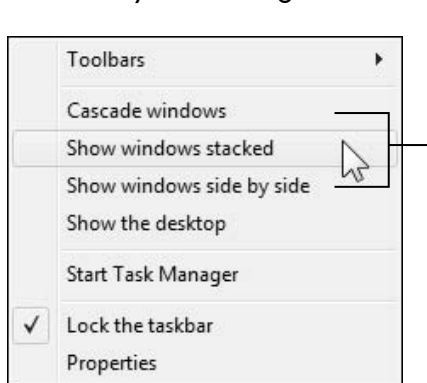 Toolbars
Cascade windows
Show windows stacked
Show windows side by side
Show the desktop
Start Task Manager
Lock the taskbar
Properties